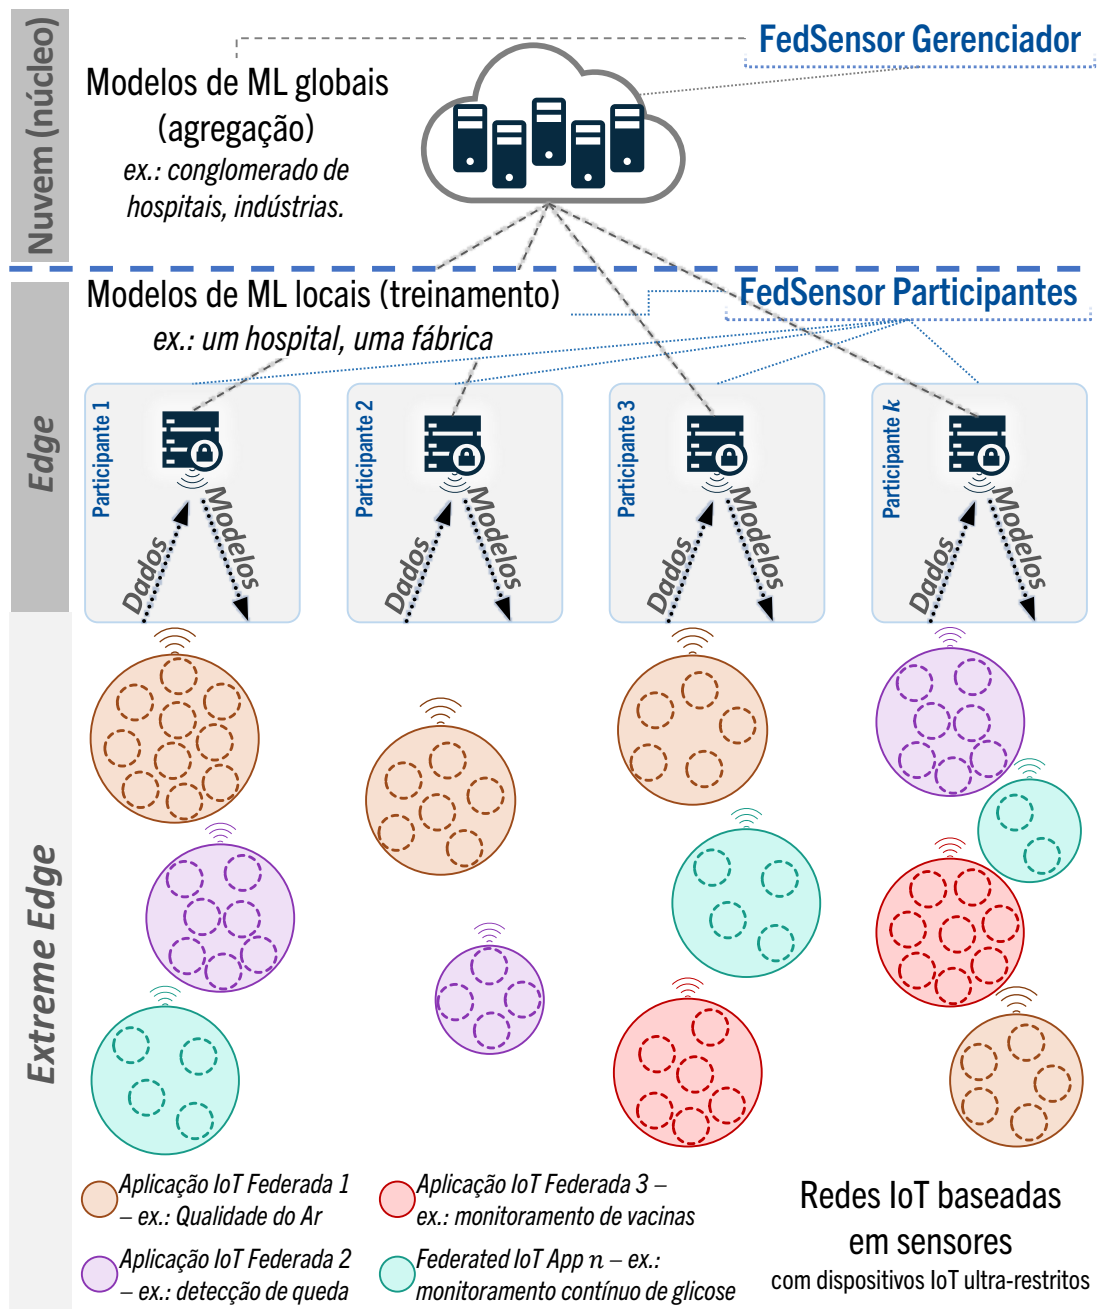 Nuvem (núcleo)
FedSensor Gerenciador
Modelos de ML globais
(agregação)
ex.: conglomerado de
hospitais, indústrias.
Edge
Modelos de ML locais (treinamento)
ex.: um hospital, uma fábrica
FedSensor Participantes
Participante 1
Dados
Modelos
Participante 2
Dados
Modelos
Participante 3
Dados
Modelos
Participante k
Dados
Modelos
Extreme Edge
Aplicação IoT Federada 1
– ex.: Qualidade do Ar
Aplicação IoT Federada 2
– ex.: detecção de queda
Aplicação IoT Federada 3 –
ex.: monitoramento de vacinas
Federated IoT App n – ex.:
monitoramento contínuo de glicose
Redes IoT baseadas
em sensores
com dispositivos IoT ultra-restritos